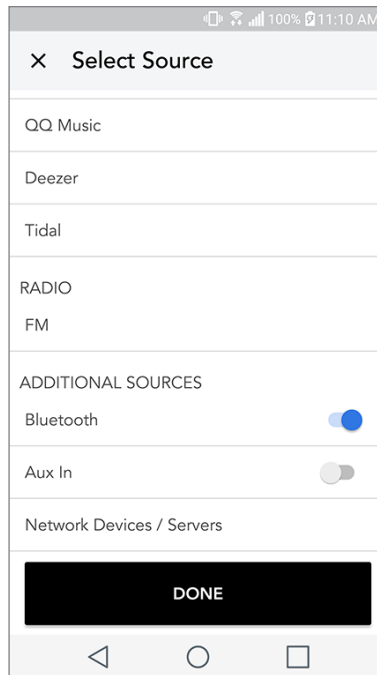 100% 11:10 AM
Select Source
QQ Music
Deezer
Tidal
RADIO
FM
ADDITIONAL SOURCES
Bluetooth
Aux In
Network Devices / Servers
DONE